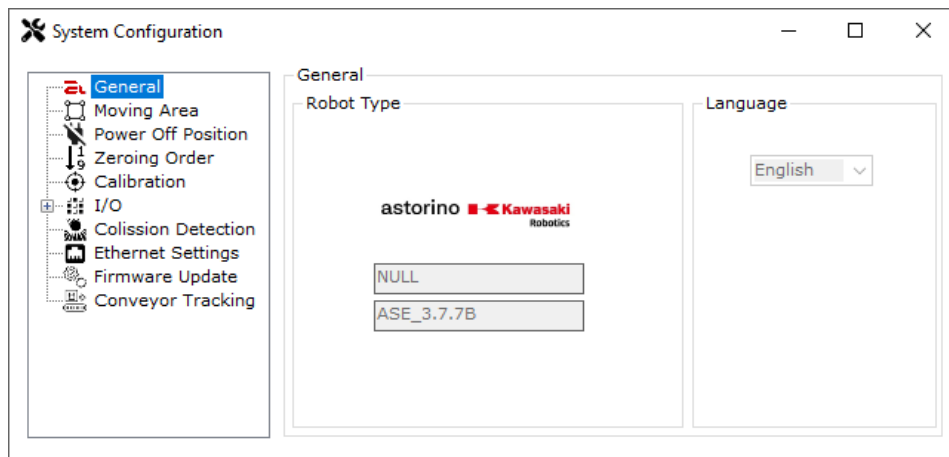 System Configuration
General
Moving Area
Power Off Position
Zeroing Order
Calibration
I/O
Colission Detection
Ethernet Settings
Firmware Update
Conveyor Tracking
General
Robot Type
astorino Kawasaki
Robotics
NULL
ASE_3.7.7B
Language
English